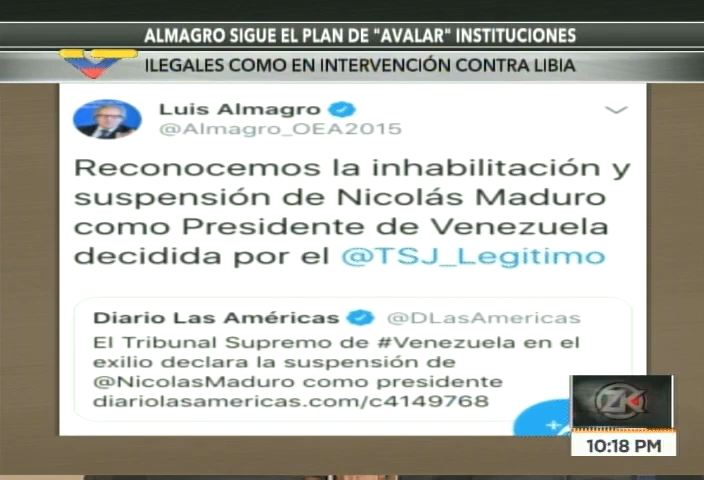 ALMAGRO SIGUE EL PLAN DE "AVALAR" INSTITUCIONES
ILEGALES COMO EN INTERVENCIÓN CONTRA LIBIA
Luis Almagro
@Almagro_OEA2015
Reconocemos la inhabilitación y
suspensión de Nicolás Maduro
como Presidente de Venezuela
decidida por el @TSJ_Legitimo
Diario Las Américas @DLasAmericas
El Tribunal Supremo de #Venezuela en el
exilio declara la suspensión de
@NicolasMaduro como presidente
diariolasamericas.com/c4149768
ZK
10:18 PM